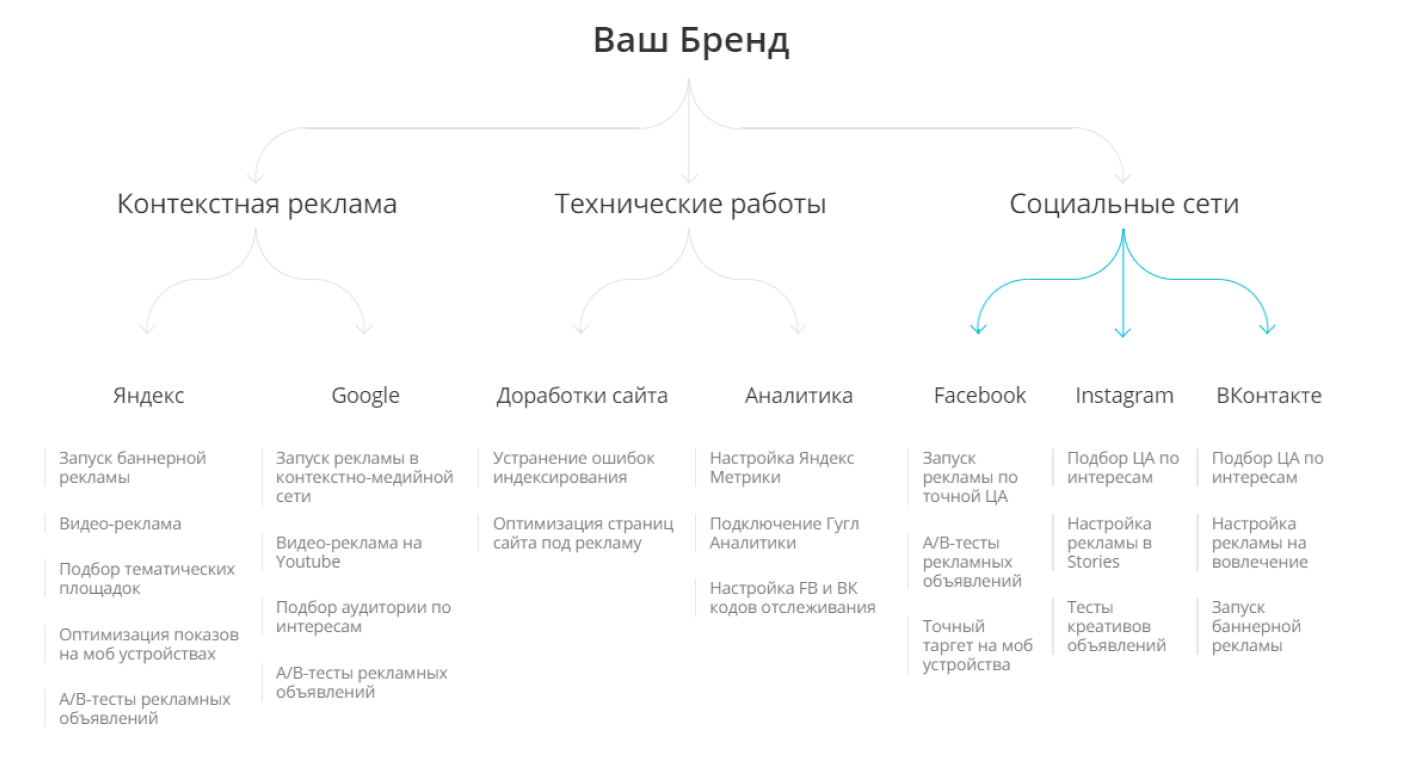 Ваш Бренд
Контекстная реклама
Технические работы
Социальные сети
Яндекс
Google
Доработки сайта
Аналитика
Facebook
Instagram
ВКонтакте
Запуск баннерной
рекламы
Видео-реклама
Подбор тематических
площадок
Оптимизация показов
на моб устройствах
A/B-тесты рекламных
объявлений
Запуск рекламы в
контекстно-медийной
сети
Видео-реклама на
Youtube
Подбор аудитории по
интересам
A/B-тесты рекламных
объявлений
Устранение ошибок
индексирования
Оптимизация страниц
сайта под рекламу
Настройка Яндекс
Метрики
Подключение Гугл
Аналитики
Настройка FB и ВК
кодов отслеживания
Запуск
рекламы по
точной ЦА
A/B-тесты
рекламных
объявлений
Точный
таргет на моб
устройства
Подбор ЦА по
интересам
Настройка
рекламы в
Stories
Тесты
креативов
объявлений
Подбор ЦА по
интересам
Настройка
рекламы на
вовлечение
Запуск
баннерной
рекламы